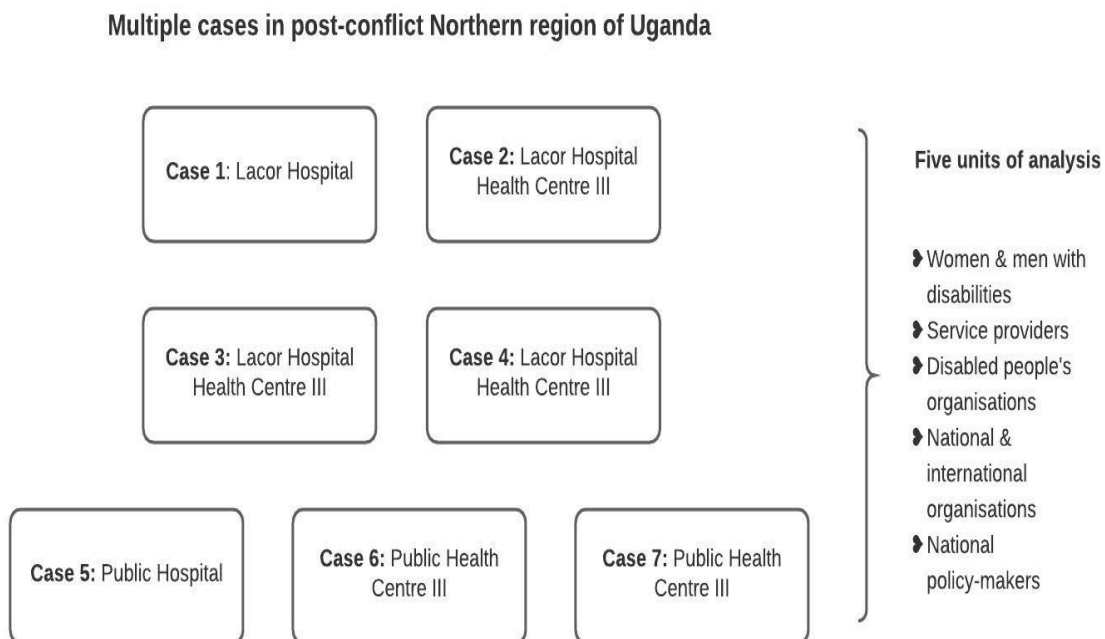 Multiple cases in post-conflict Northern region of Uganda
Case 1: Lacor Hospital
Case 2: Lacor Hospital
Health Centre III
Case 3: Lacor Hospital
Health Centre III
Case 4: Lacor Hospital
Health Centre III
Case 5: Public Hospital
Case 6: Public Health
Centre III
Case 7: Public Health
Centre III
Five units of analysis
❥Women & men with
disabilities
❥Service providers
❥Disabled people's
organisations
❥National &
international
organisations
❥National
policy-makers